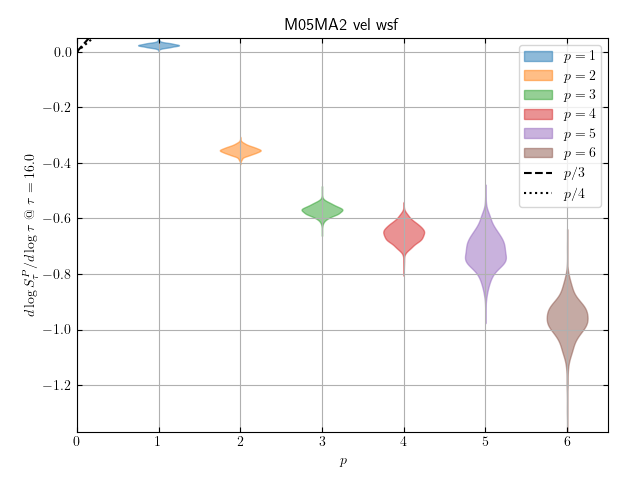 M05MA2 vel wsf
d log S_τ^P / d log τ @ τ = 16.0
0.0
−0.2
−0.4
−0.6
−0.8
−1.0
−1.2
0 1 2 3 4 5 6
p
p = 1
p = 2
p = 3
p = 4
p = 5
p = 6
p/3
p/4